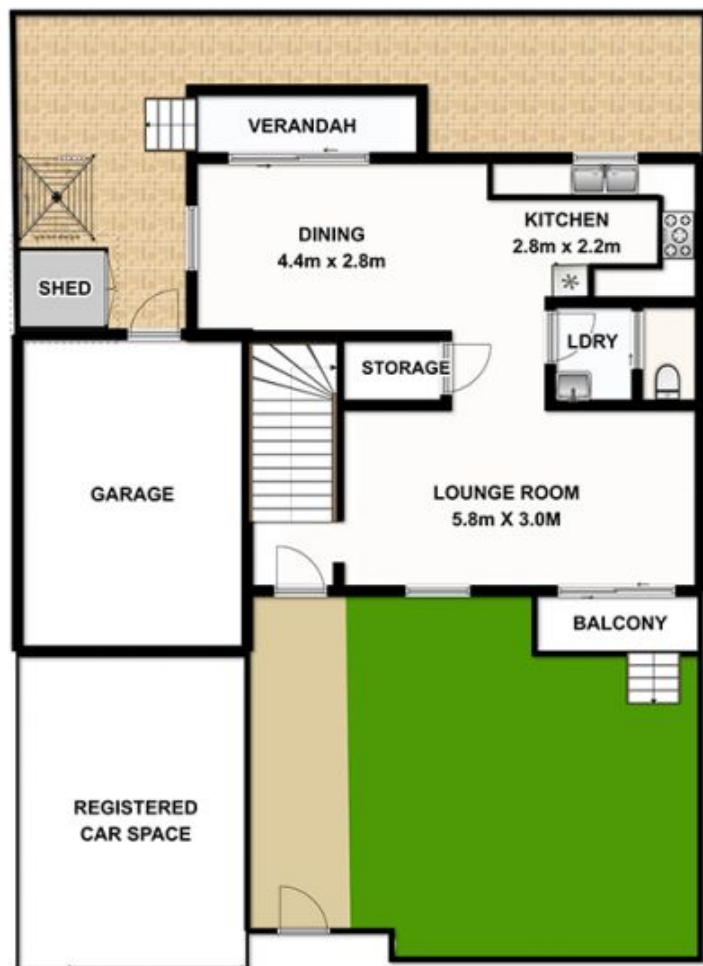 VERANDAH
DINING
4.4m x 2.8m
KITCHEN
2.8m x 2.2m
SHED
STORAGE
LDRY
GARAGE
LOUNGE ROOM
5.8m X 3.0M
BALCONY
REGISTERED
CAR SPACE